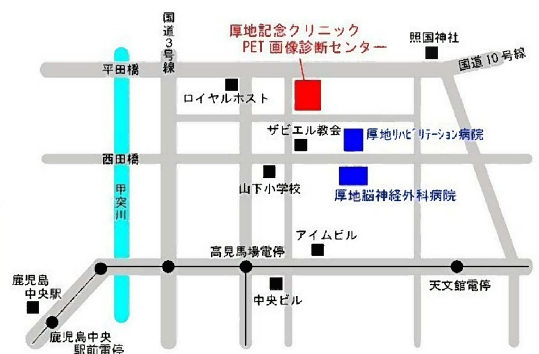 国道3号線
厚地記念クリニック
PET画像診断センター
照国神社
国道10号線
平田橋
ロイヤルホスト
ザビエル教会
厚地リハビリテーション病院
西田橋
山下小学校
厚地脳神経外科病院
甲突川
高見馬場電停
アイムビル
鹿児島
中央駅
中央ビル
天文館電停
鹿児島中央
駅前電停